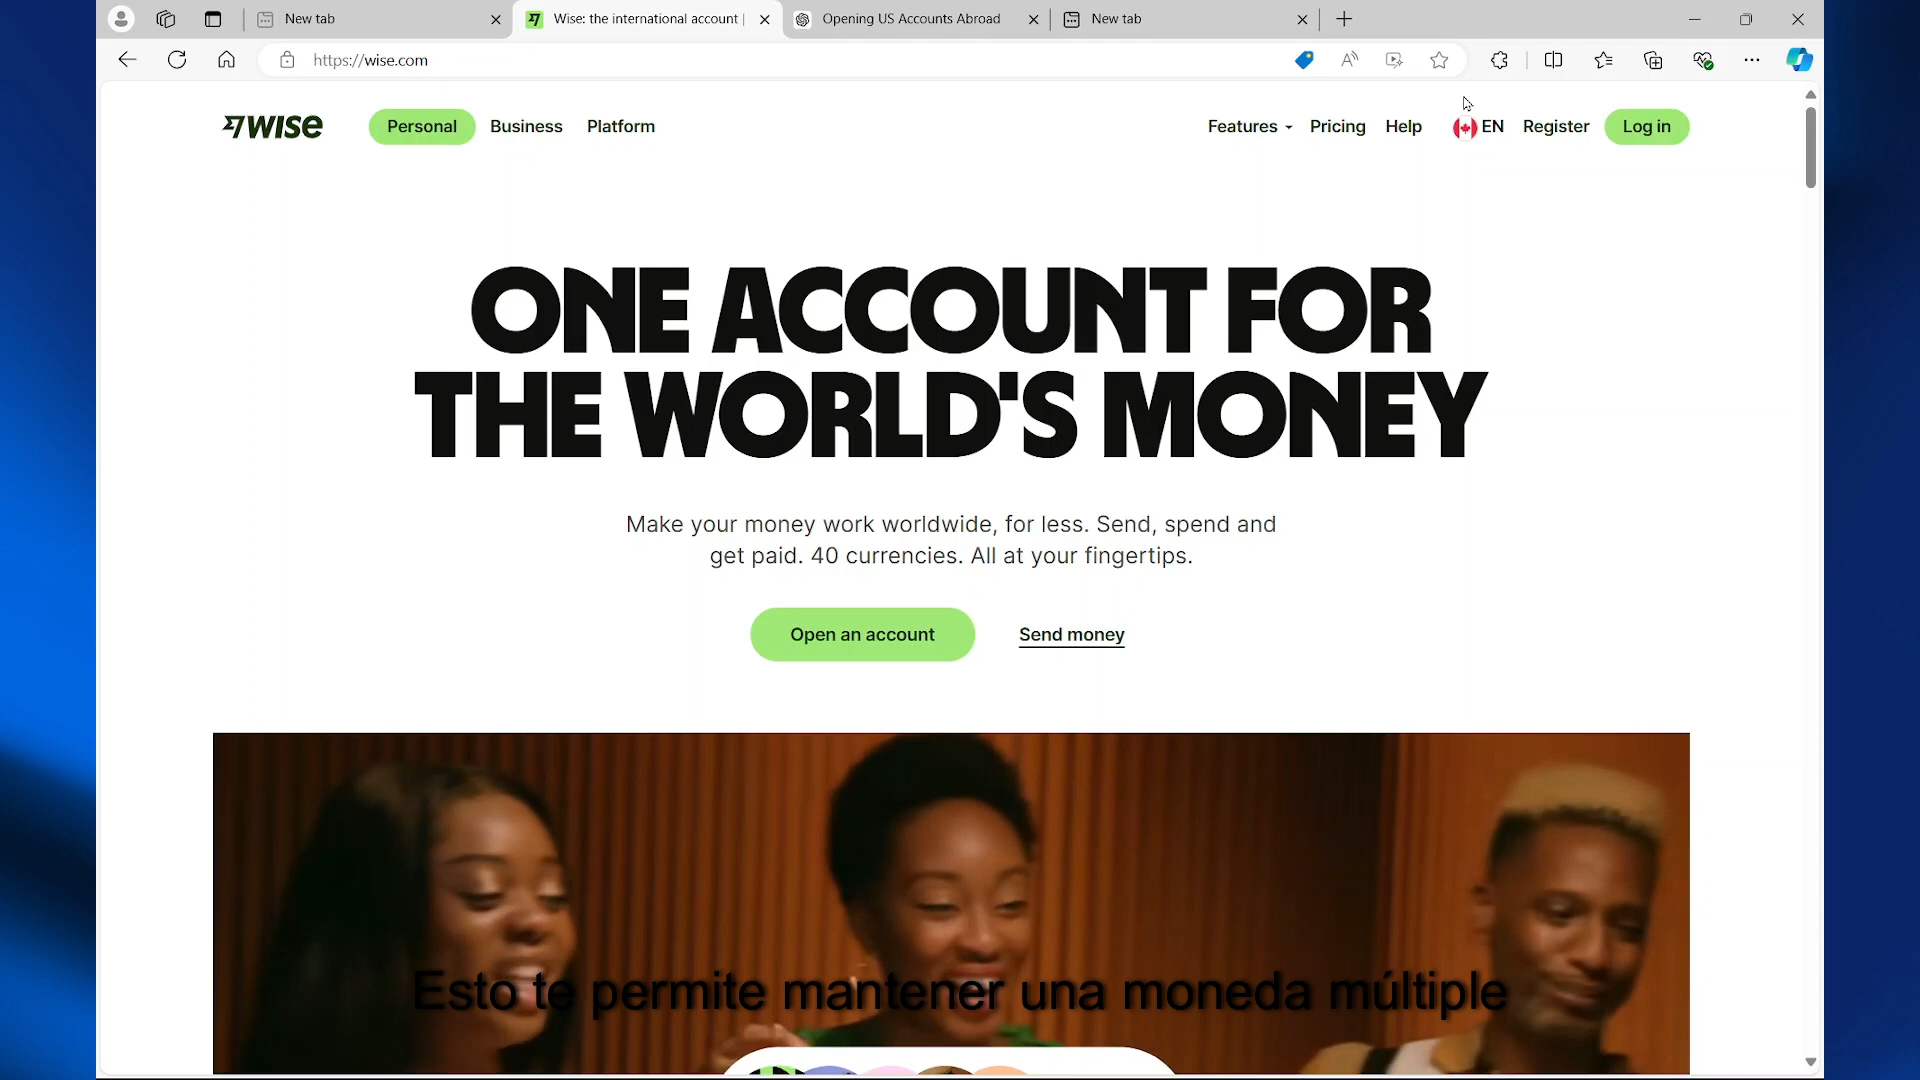 New tab
Wise: the international account |
Opening US Accounts Abroad
New tab
https://wise.com
WISE
Personal
Business
Platform
Features
Pricing
Help
EN
Register
Log in
ONE ACCOUNT FOR
THE WORLD'S MONEY
Make your money work worldwide, for less. Send, spend and
get paid. 40 currencies. All at your fingertips.
Open an account
Send money
Esto te permite mantener una moneda múltiple